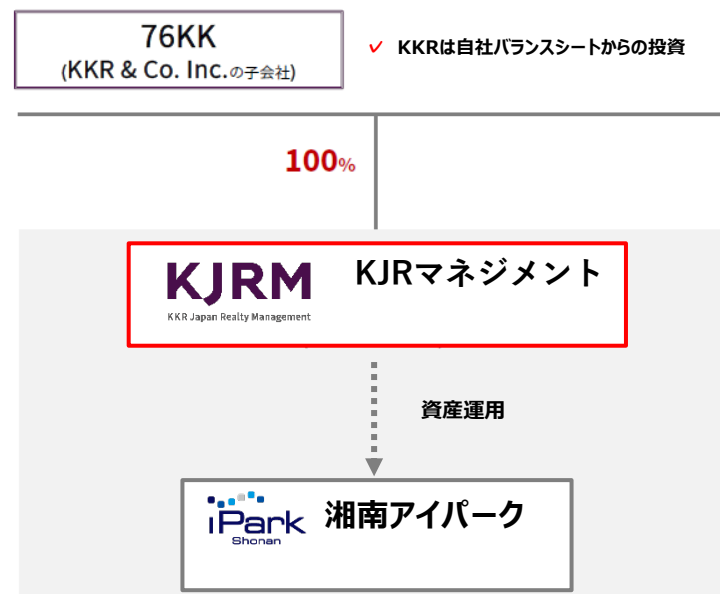 76KK
(KKR & Co. Inc.の子会社)
✓ KKRは自社バランスシートからの投資
100%
KJRM
KKR Japan Realty Management
KJRマネジメント
資産運用
iPark
Shonan
湘南アイパーク